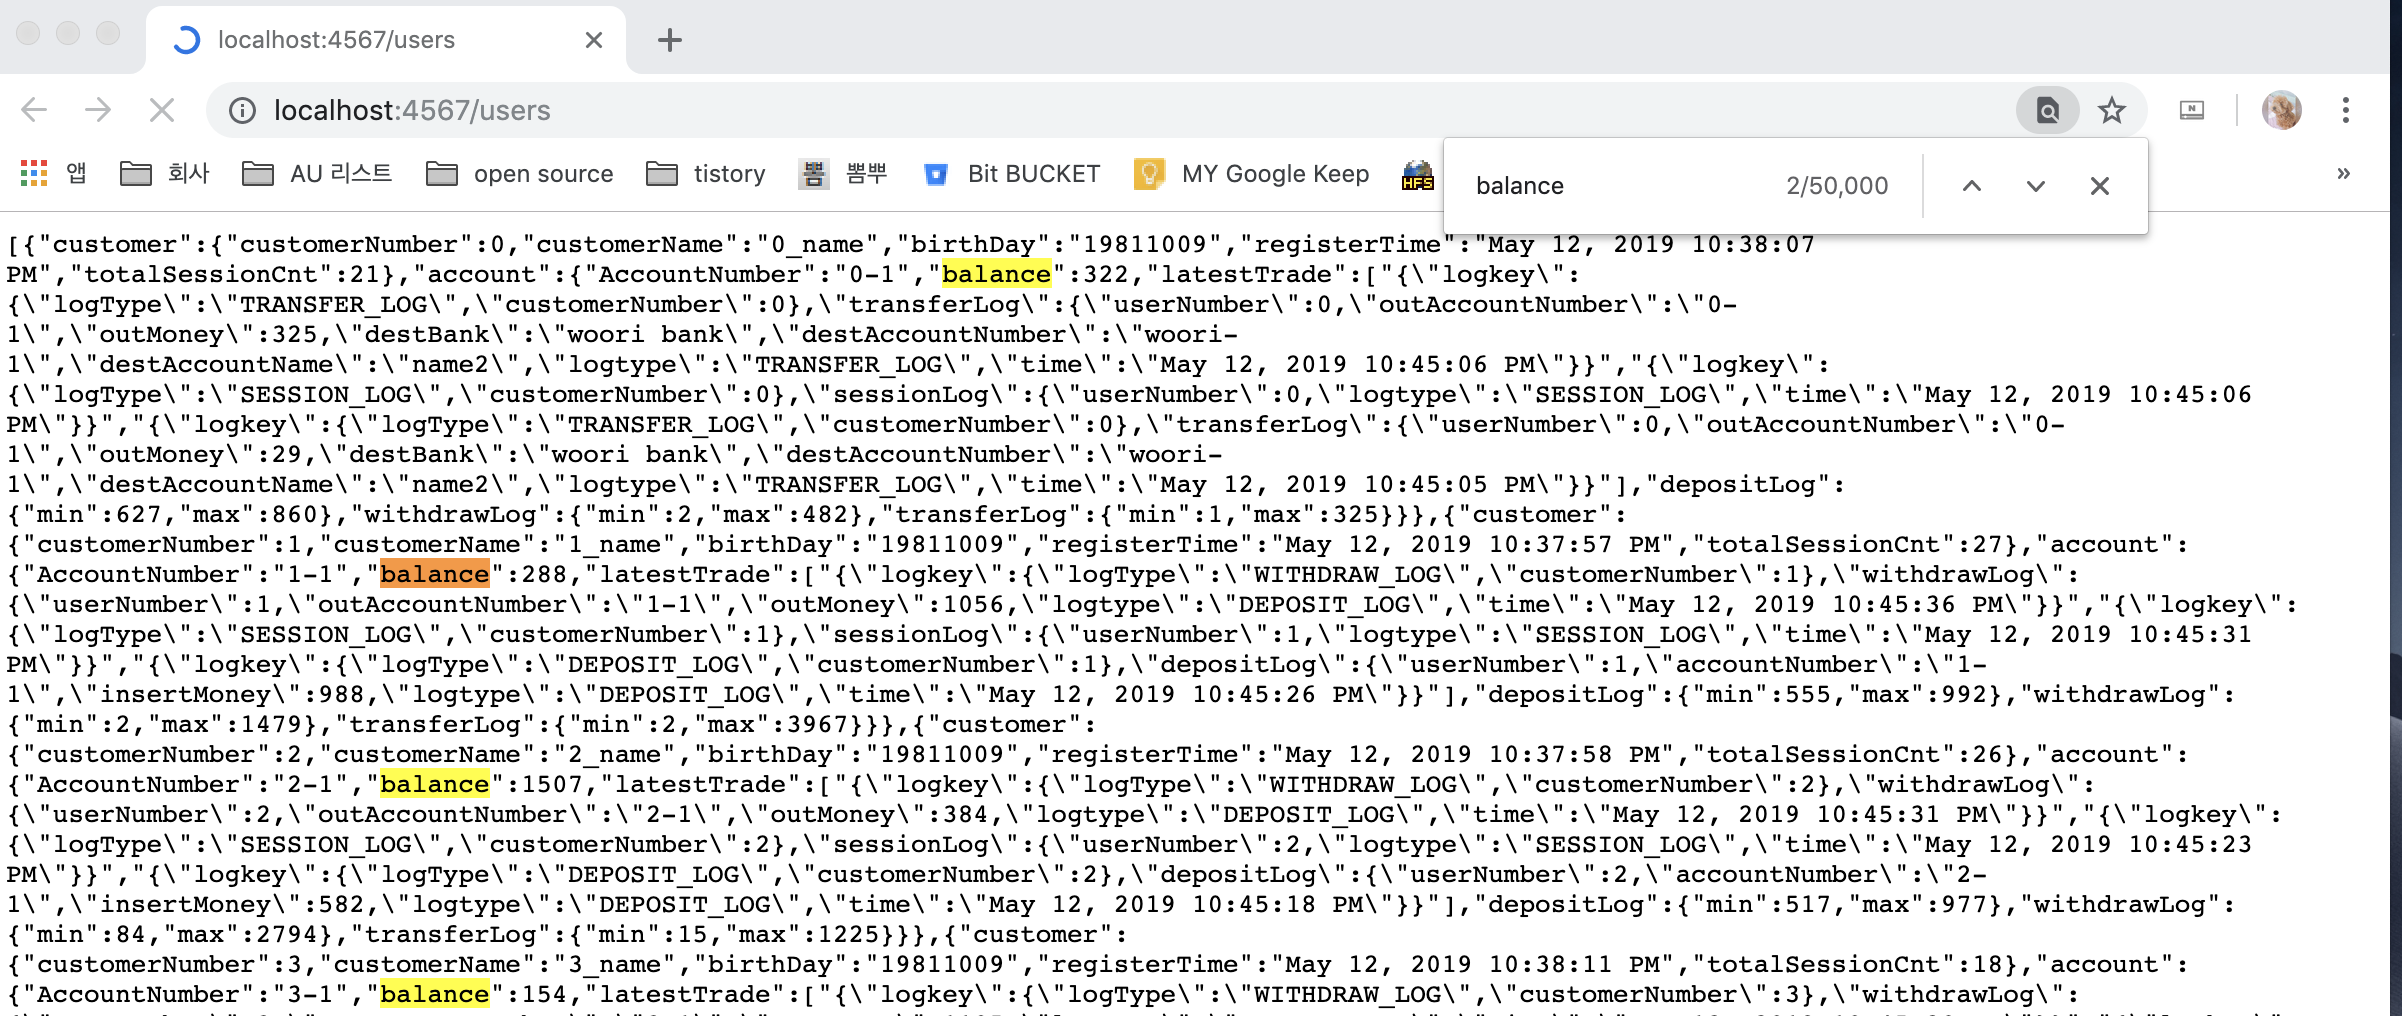 localhost:4567/users
localhost:4567/users
앱 회사 AU 리스트 open source tistory 뽐 뽐뿌 Bit BUCKET MY Google Keep HFS »
balance 2/50,000
[{"customer":{"customerNumber":0,"customerName":"0_name","birthDay":"19811009","registerTime":"May 12, 2019 10:38:07
PM","totalSessionCnt":21},"account":{"AccountNumber":"0-1","balance":322,"latestTrade":["{\"logkey\":
{\"logType\":\"TRANSFER_LOG\",\"customerNumber\":0},\"transferLog\":{\"userNumber\":0,\"outAccountNumber\":\"0-
1\",\"outMoney\":325,\"destBank\":\"woori bank\",\"destAccountNumber\":\"woori-
1\",\"destAccountName\":\"name2\",\"logtype\":\"TRANSFER_LOG\",\"time\":\"May 12, 2019 10:45:06 PM\"}}","{\"logkey\":
{\"logType\":\"SESSION_LOG\",\"customerNumber\":0},\"sessionLog\":{\"userNumber\":0,\"logtype\":\"SESSION_LOG\",\"time\":\"May 12, 2019 10:45:06
PM\"}}","{\"logkey\":{\"logType\":\"TRANSFER_LOG\",\"customerNumber\":0},\"transferLog\":{\"userNumber\":0,\"outAccountNumber\":\"0-
1\",\"outMoney\":29,\"destBank\":\"woori bank\",\"destAccountNumber\":\"woori-
1\",\"destAccountName\":\"name2\",\"logtype\":\"TRANSFER_LOG\",\"time\":\"May 12, 2019 10:45:05 PM\"}}"],"depositLog":
{"min":627,"max":860},"withdrawLog":{"min":2,"max":482},"transferLog":{"min":1,"max":325}}},{"customer":
{"customerNumber":1,"customerName":"1_name","birthDay":"19811009","registerTime":"May 12, 2019 10:37:57 PM","totalSessionCnt":27},"account":
{"AccountNumber":"1-1","balance":288,"latestTrade":["{\"logkey\":{\"logType\":\"WITHDRAW_LOG\",\"customerNumber\":1},\"withdrawLog\":
{\"userNumber\":1,\"outAccountNumber\":\"1-1\",\"outMoney\":1056,\"logtype\":\"DEPOSIT_LOG\",\"time\":\"May 12, 2019 10:45:36 PM\"}}","{\"logkey\":
{\"logType\":\"SESSION_LOG\",\"customerNumber\":1},\"sessionLog\":{\"userNumber\":1,\"logtype\":\"SESSION_LOG\",\"time\":\"May 12, 2019 10:45:31
PM\"}}","{\"logkey\":{\"logType\":\"DEPOSIT_LOG\",\"customerNumber\":1},\"depositLog\":{\"userNumber\":1,\"accountNumber\":\"1-
1\",\"insertMoney\":988,\"logtype\":\"DEPOSIT_LOG\",\"time\":\"May 12, 2019 10:45:26 PM\"}}"],"depositLog":{"min":555,"max":992},"withdrawLog":
{"min":2,"max":1479},"transferLog":{"min":2,"max":3967}}},{"customer":
{"customerNumber":2,"customerName":"2_name","birthDay":"19811009","registerTime":"May 12, 2019 10:37:58 PM","totalSessionCnt":26},"account":
{"AccountNumber":"2-1","balance":1507,"latestTrade":["{\"logkey\":{\"logType\":\"WITHDRAW_LOG\",\"customerNumber\":2},\"withdrawLog\":
{\"userNumber\":2,\"outAccountNumber\":\"2-1\",\"outMoney\":384,\"logtype\":\"DEPOSIT_LOG\",\"time\":\"May 12, 2019 10:45:31 PM\"}}","{\"logkey\":
{\"logType\":\"SESSION_LOG\",\"customerNumber\":2},\"sessionLog\":{\"userNumber\":2,\"logtype\":\"SESSION_LOG\",\"time\":\"May 12, 2019 10:45:23
PM\"}}","{\"logkey\":{\"logType\":\"DEPOSIT_LOG\",\"customerNumber\":2},\"depositLog\":{\"userNumber\":2,\"accountNumber\":\"2-
1\",\"insertMoney\":582,\"logtype\":\"DEPOSIT_LOG\",\"time\":\"May 12, 2019 10:45:18 PM\"}}"],"depositLog":{"min":517,"max":977},"withdrawLog":
{"min":84,"max":2794},"transferLog":{"min":15,"max":1225}}},{"customer":
{"customerNumber":3,"customerName":"3_name","birthDay":"19811009","registerTime":"May 12, 2019 10:38:11 PM","totalSessionCnt":18},"account":
{"AccountNumber":"3-1","balance":154,"latestTrade":["{\"logkey\":{\"logType\":\"WITHDRAW_LOG\",\"customerNumber\":3},\"withdrawLog\":